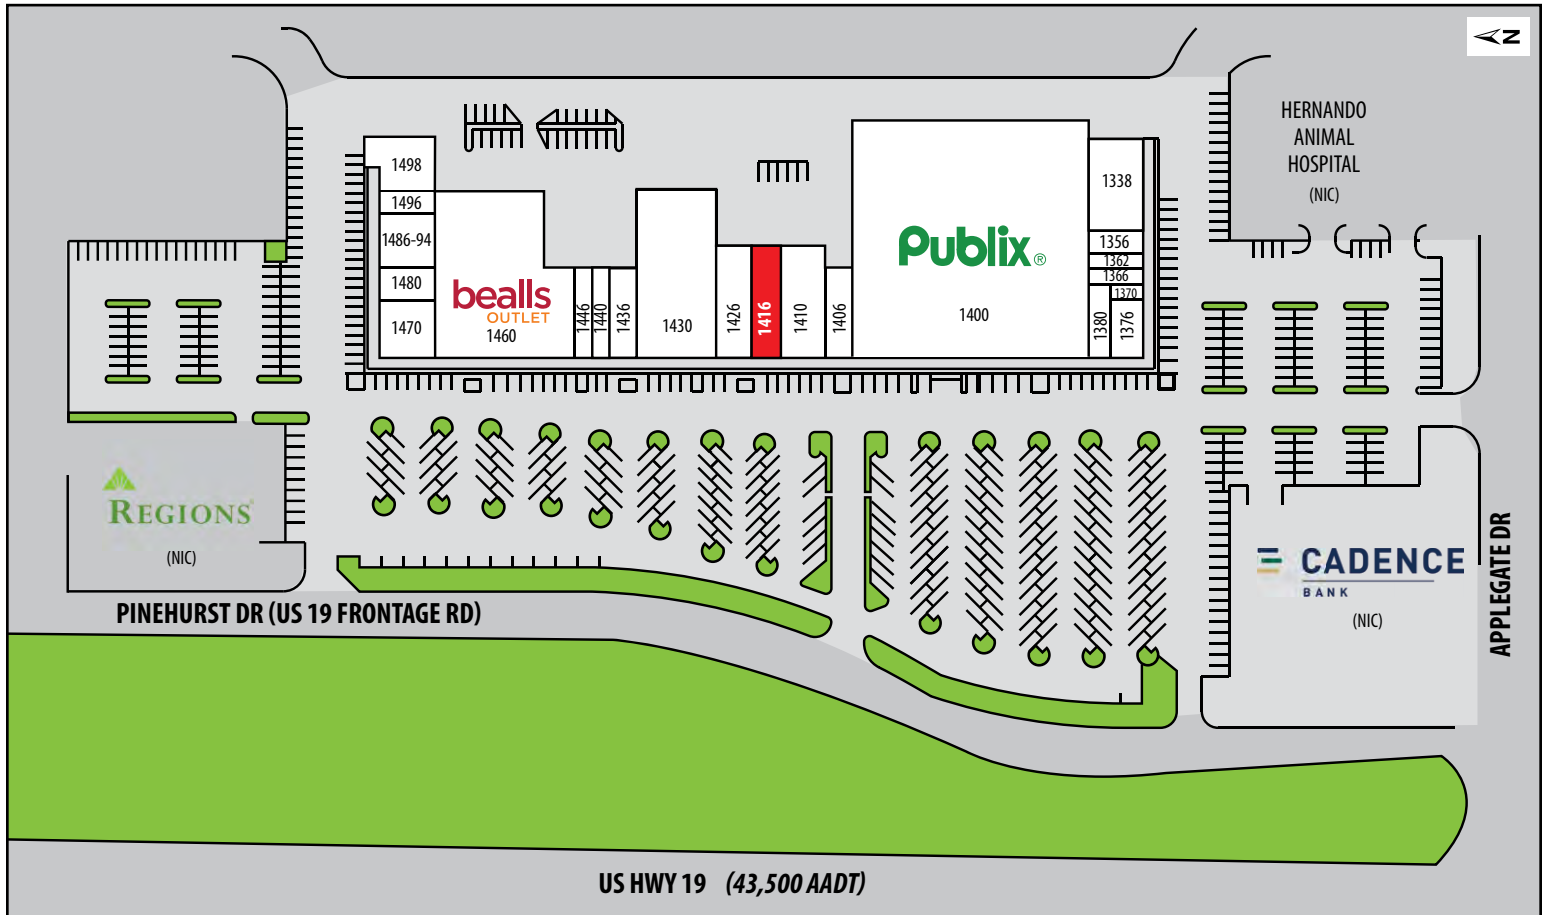 N
HERNANDO
ANIMAL
HOSPITAL
(NIC)
1498
1496
1486-94
1480
1470
bealls
OUTLET
1460
1446
1440
1436
1430
1426
1416
1410
1406
Publix®
1400
1338
1356
1362
1366
1370
1380
1376
REGIONS
(NIC)
CADENCE
BANK
(NIC)
APPLEGATE DR
PINEHURST DR (US 19 FRONTAGE RD)
US HWY 19 (43,500 AADT)